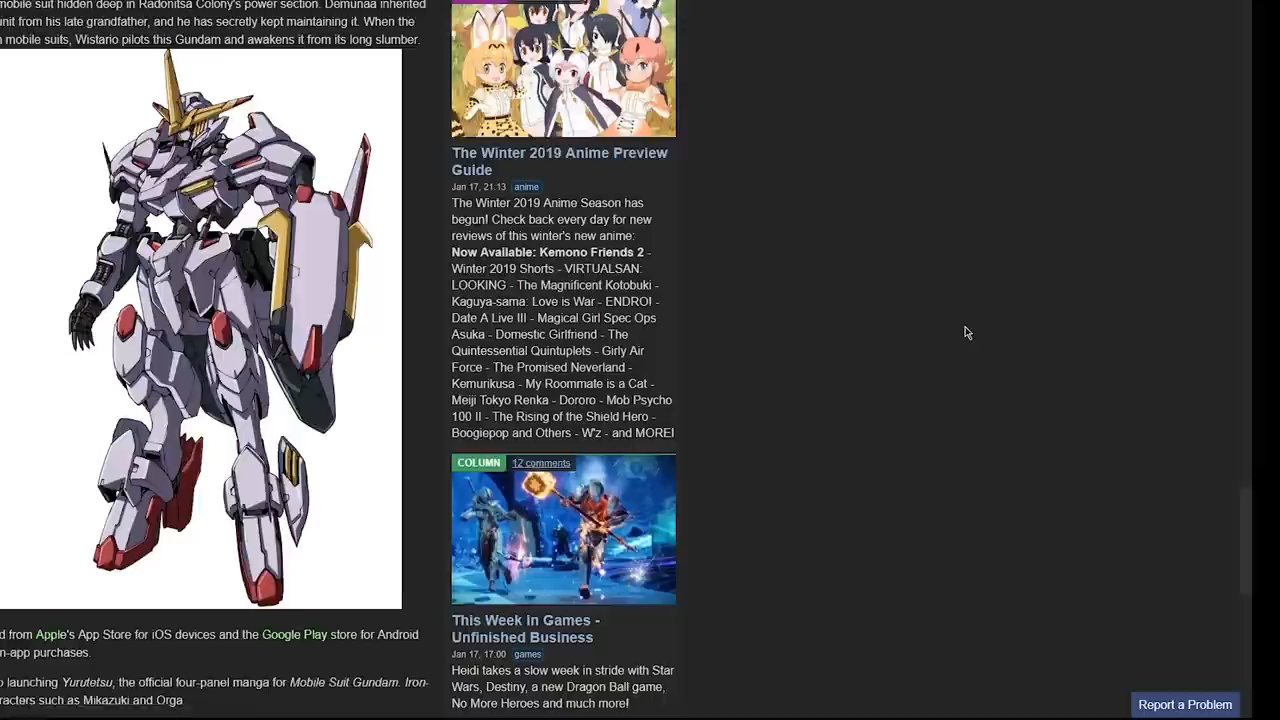 mobile suit hidden deep in Radonitsa Colony's power section. Demunaa inherited
unit from his late grandfather, and he has secretly kept maintaining it. When the
mobile suits, Wistario pilots this Gundam and awakens it from its long slumber.
d from Apple's App Store for iOS devices and the Google Play store for Android
n-app purchases.
o launching Yurutetsu, the official four-panel manga for Mobile Suit Gundam. Iron-
racters such as Mikazuki and Orga
The Winter 2019 Anime Preview
Guide
Jan 17, 21:13 anime
The Winter 2019 Anime Season has
begun! Check back every day for new
reviews of this winter's new anime:
Now Available: Kemono Friends 2 -
Winter 2019 Shorts - VIRTUALSAN:
LOOKING - The Magnificent Kotobuki -
Kaguya-sama: Love is War - ENDRO! -
Date A Live III - Magical Girl Spec Ops
Asuka - Domestic Girlfriend - The
Quintessential Quintuplets - Girly Air
Force - The Promised Neverland -
Kemurikusa - My Roommate is a Cat -
Meiji Tokyo Renka - Dororo - Mob Psycho
100 II - The Rising of the Shield Hero -
Boogiepop and Others - W'z - and MORE!
COLUMN 12 comments
This Week in Games -
Unfinished Business
Jan 17, 17:00 games
Heidi takes a slow week in stride with Star
Wars, Destiny, a new Dragon Ball game,
No More Heroes and much more!
Report a Problem